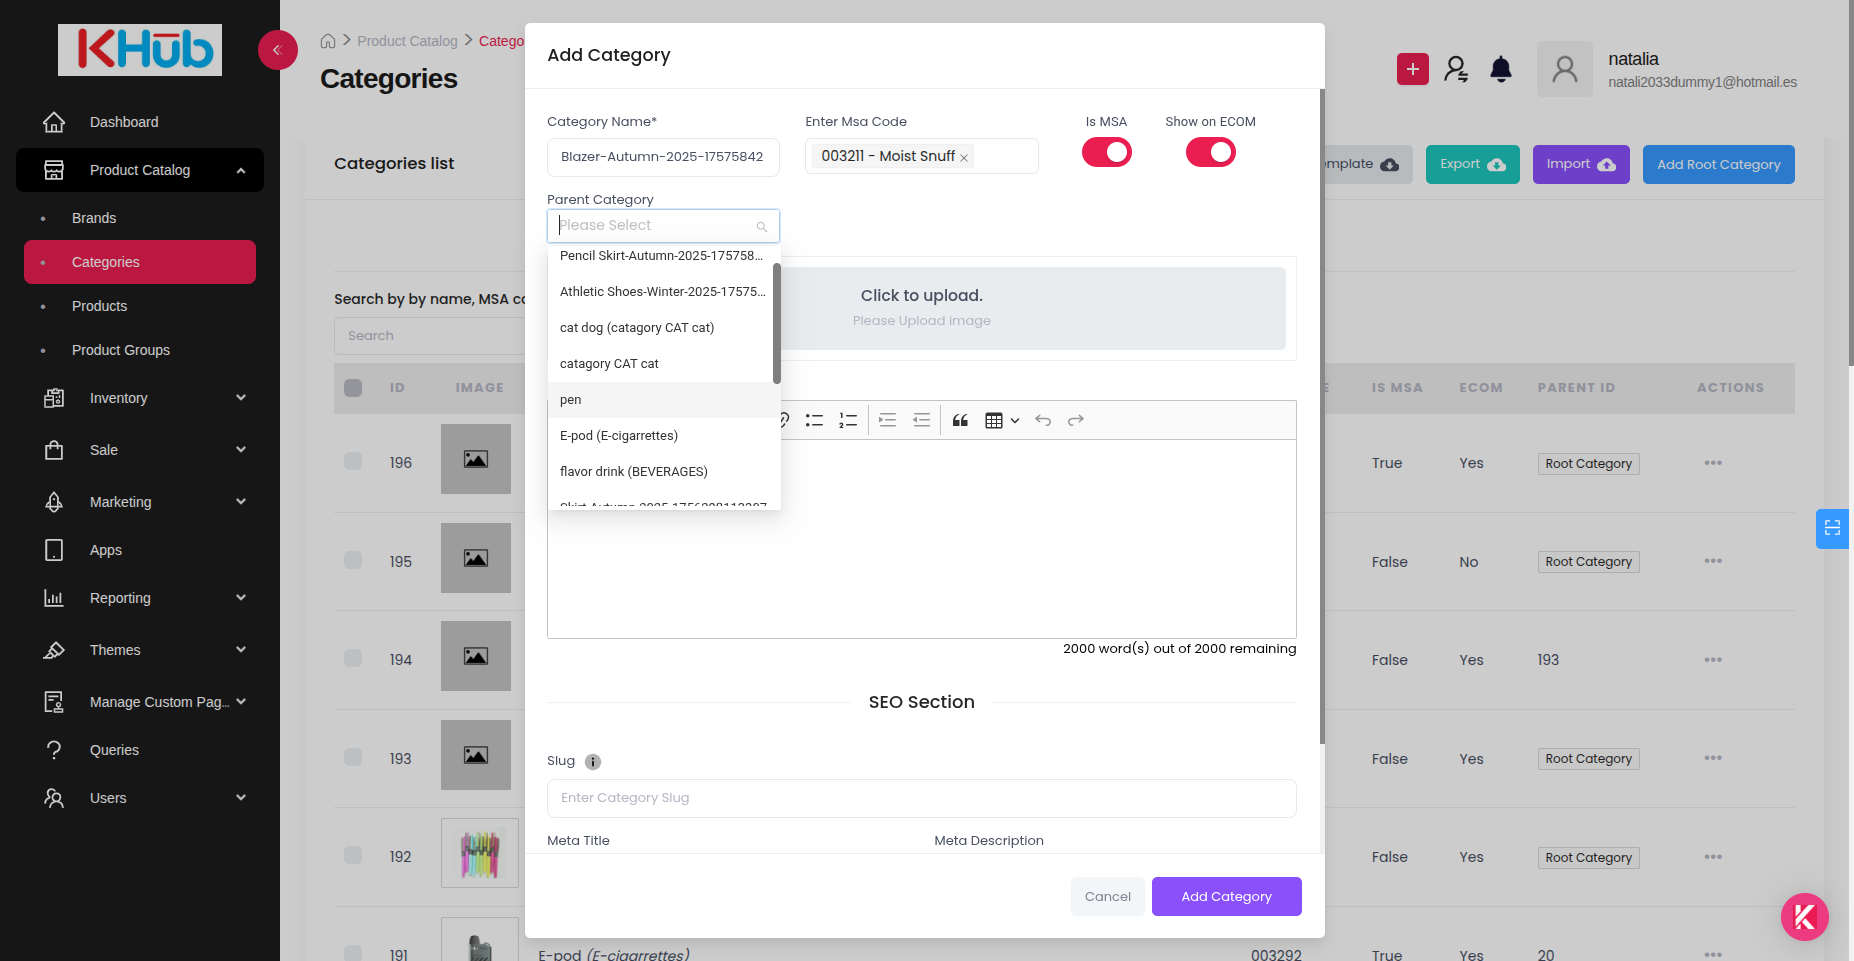 KHub
Dashboard
Product Catalog
Brands
Categories
Products
Product Groups
Inventory
Sale
Marketing
Apps
Reporting
Themes
Manage Custom Pag...
Queries
Users
Product Catalog
Catego
Categories
natalia
natali2033dummy1@hotmail.es
Categories list
mplate
Export
Import
Add Root Category
Search by by name, MSA co
Search
ID
IMAGE
IS MSA
ECOM
PARENT ID
ACTIONS
196
True
Yes
Root Category
195
False
No
Root Category
194
False
Yes
193
193
False
Yes
Root Category
192
False
Yes
Root Category
191
E-pod (E-cigarrettes)
003292
True
Yes
20
Add Category
Category Name*
Enter Msa Code
Is MSA
Show on ECOM
Blazer-Autumn-2025-17575842
003211 - Moist Snuff
Parent Category
Please Select
Pencil Skirt-Autumn-2025-175758...
Athletic Shoes-Winter-2025-17575...
cat dog (catagory CAT cat)
catagory CAT cat
pen
E-pod (E-cigarrettes)
flavor drink (BEVERAGES)
Click to upload.
Please Upload image
2000 word(s) out of 2000 remaining
SEO Section
Slug
Enter Category Slug
Meta Title
Meta Description
Cancel
Add Category